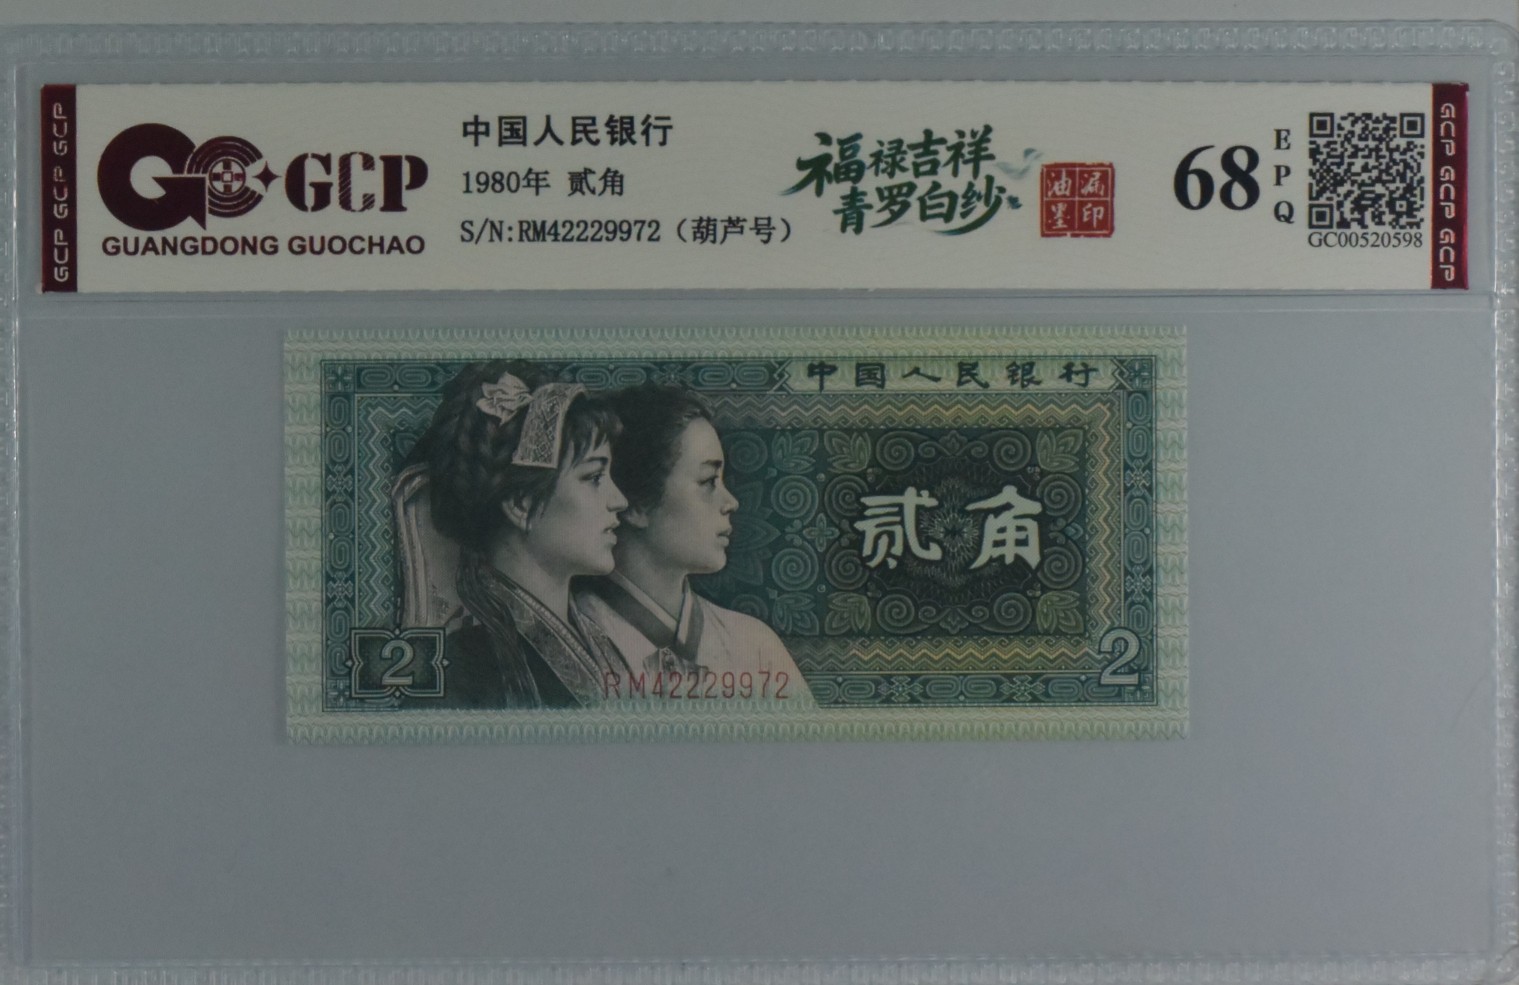 GCP GCP GCP
GCP
GUANGDONG GUOCHAO
中国人民银行
1980年 贰角
S/N:RM42229972（葫芦号）
福禄吉祥
青罗白纱
油漏
墨印
68
EPQ
GC00520598
GCP GCP GCP
中国人民银行
贰角
2
RM42229972
2